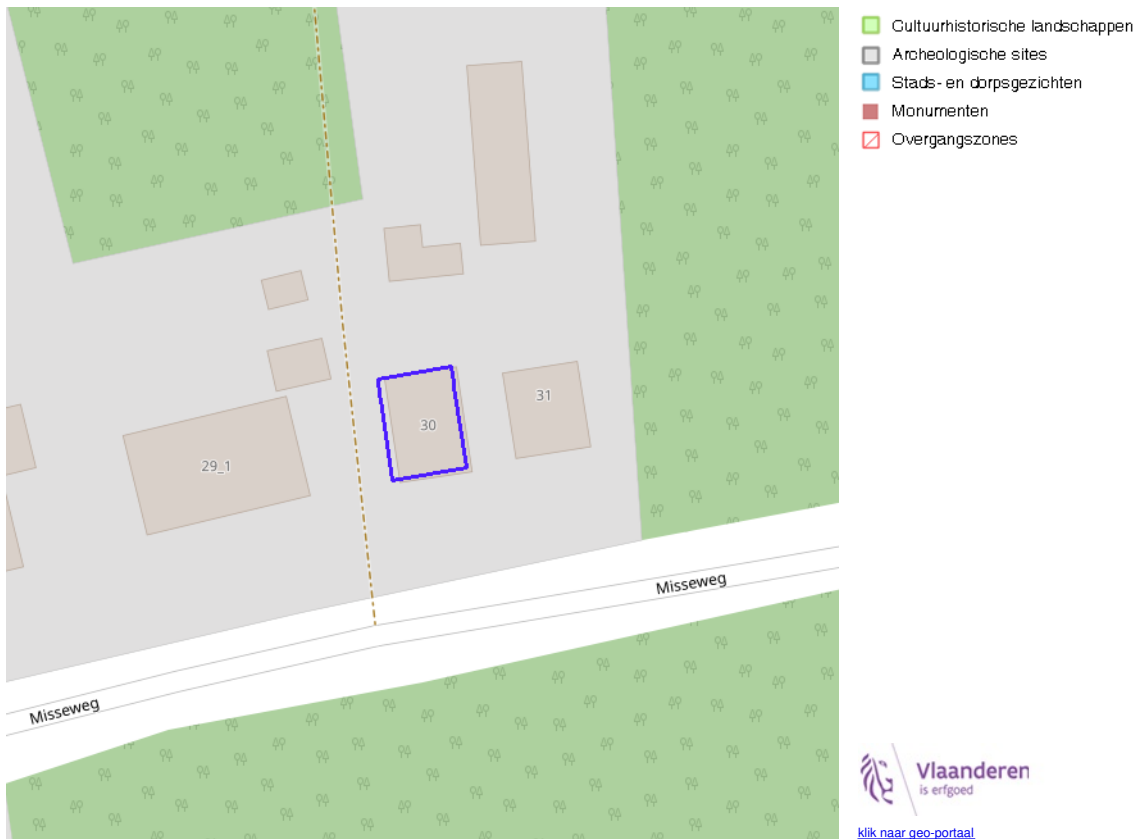 Cultuurhistorische landschappen
Archeologische sites
Stads- en dorpsgezichten
Monumenten
Overgangszones
31
30
29_1
Misseweg
Misseweg
Vlaanderen
is erfgoed
klik naar geo-portaal